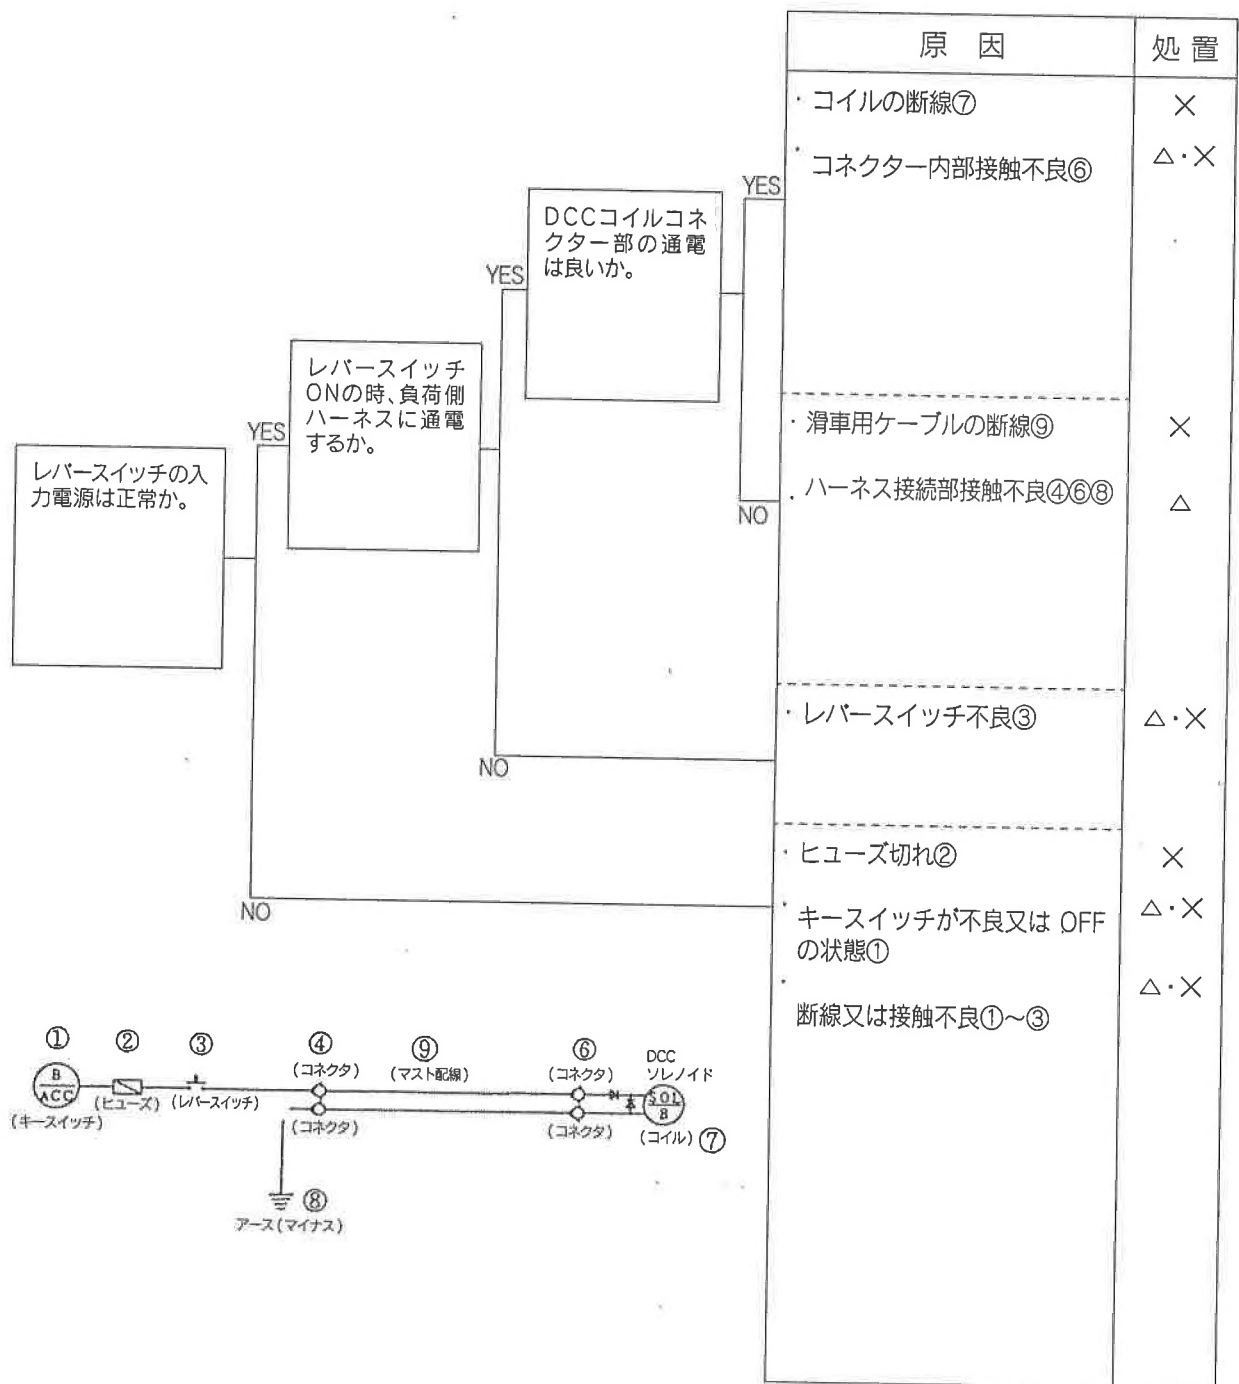 原 因 処 置
・コイルの断線⑦ ×
・コネクター内部接触不良⑥ △・×
YES
DCCコイルコネ
クター部の通電
は良いか。
YES
レバースイッチ
ONの時、負荷側
ハーネスに通電
するか。
YES
レバースイッチの入
力電源は正常か。
・滑車用ケーブルの断線⑨ ×
・ハーネス接続部接触不良④⑥⑧ △
NO
・レバースイッチ不良③ △・×
NO
・ヒューズ切れ② ×
NO
・キースイッチが不良又は OFF
の状態① △・×
・断線又は接触不良①〜③ △・×
① ② ③ ④ ⑨ ⑥ DCC
ソレノイド
(コネクタ) (マスト配線) (コネクタ)
B
ACC
SOL
B
(キースイッチ) (ヒューズ) (レバースイッチ) (コネクタ) (コネクタ) (コイル) ⑦
⑧
アース(マイナス)